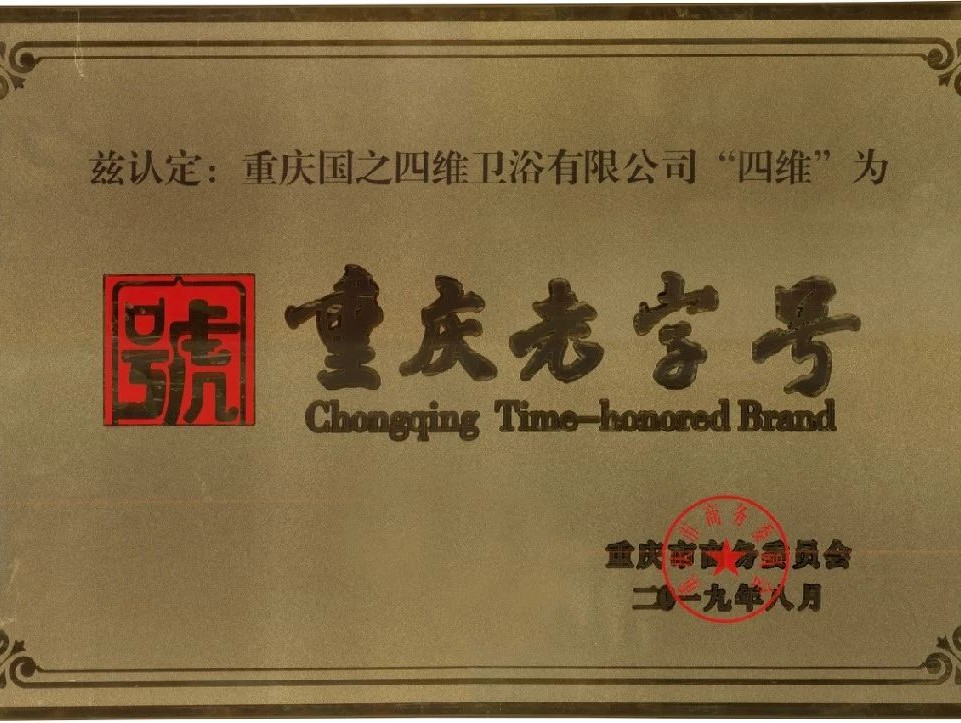 兹认定：重庆国之四维卫浴有限公司“四维”为
號
重庆老字号
Chongqing Time-honored Brand
重庆市商务委员会
二0一九年八月